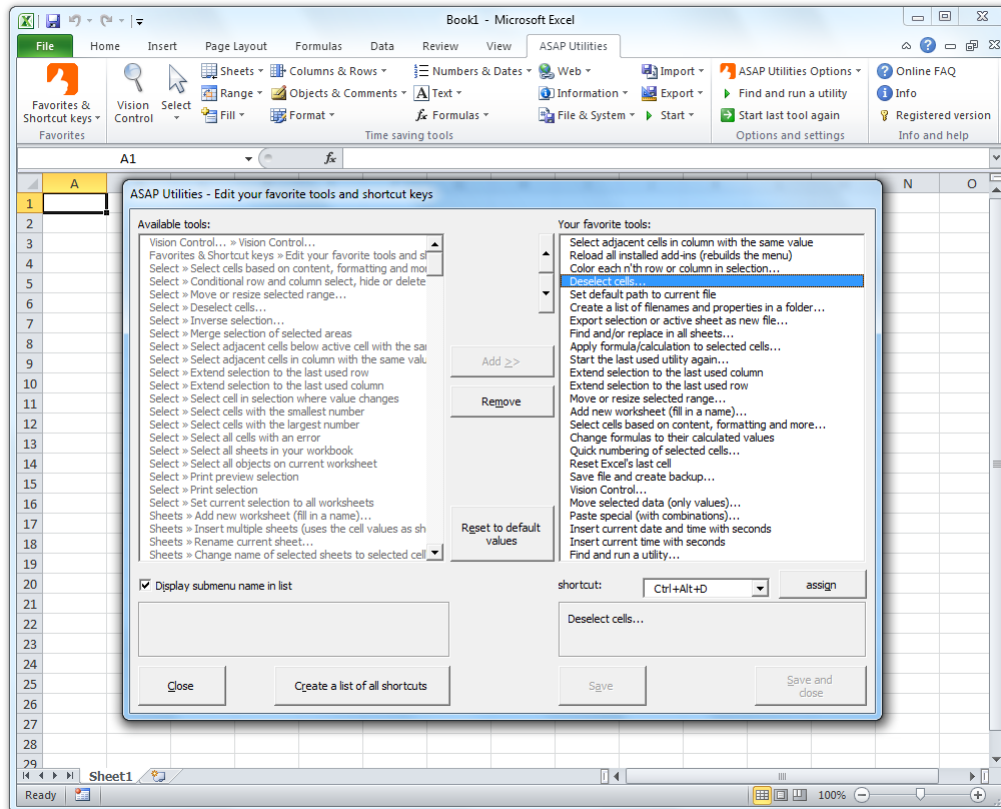 Book1 - Microsoft Excel
File Home Insert Page Layout Formulas Data Review View ASAP Utilities
Favorites & Shortcut keys
Vision Control
Select
Sheets
Columns & Rows
Numbers & Dates
Web
Import
ASAP Utilities Options
Online FAQ
Range
Objects & Comments
Text
Information
Export
Find and run a utility
Info
Fill
Format
Formulas
File & System
Start
Start last tool again
Registered version
Favorites
Time saving tools
Options and settings
Info and help
A1
fx
A N O
1
2
3
4
5
6
7
8
9
10
11
12
13
14
15
16
17
18
19
20
21
22
23
24
25
26
27
28
29
ASAP Utilities - Edit your favorite tools and shortcut keys
Available tools:
Vision Control... » Vision Control...
Favorites & Shortcut keys » Edit your favorite tools and
Select » Select cells based on content, formatting and
Select » Conditional row and column select, hide or delete
Select » Move or resize selected range...
Select » Deselect cells...
Select » Inverse selection...
Select » Merge selection of selected areas
Select » Select adjacent cells below active cell with the
Select » Select adjacent cells in column with the same
Select » Extend selection to the last used row
Select » Extend selection to the last used column
Select » Select cell in selection where value changes
Select » Select cells with the smallest number
Select » Select cells with the largest number
Select » Select all cells with an error
Select » Select all sheets in your workbook
Select » Select all objects on current worksheet
Select » Print preview selection
Select » Print selection
Select » Set current selection to all worksheets
Sheets » Add new worksheet (fill in a name)...
Sheets » Insert multiple sheets (uses the cell values as
Sheets » Rename current sheet...
Sheets » Change name of selected sheets to selected cell
Display submenu name in list
Add >>
Remove
Reset to default values
Your favorite tools:
Select adjacent cells in column with the same value
Reload all installed add-ins (rebuilds the menu)
Color each n'th row or column in selection...
Deselect cells...
Set default path to current file
Create a list of filenames and properties in a folder...
Export selection or active sheet as new file...
Find and/or replace in all sheets...
Apply formula/calculation to selected cells...
Start the last used utility again...
Extend selection to the last used column
Extend selection to the last used row
Move or resize selected range...
Add new worksheet (fill in a name)...
Select cells based on content, formatting and more...
Change formulas to their calculated values
Quick numbering of selected cells...
Reset Excel's last cell
Save file and create backup...
Vision Control...
Move selected data (only values)...
Paste special (with combinations)...
Insert current date and time with seconds
Insert current time with seconds
Find and run a utility...
shortcut: Ctrl+Alt+D assign
Deselect cells...
Close
Create a list of all shortcuts
Save
Save and close
Sheet1
Ready
100%